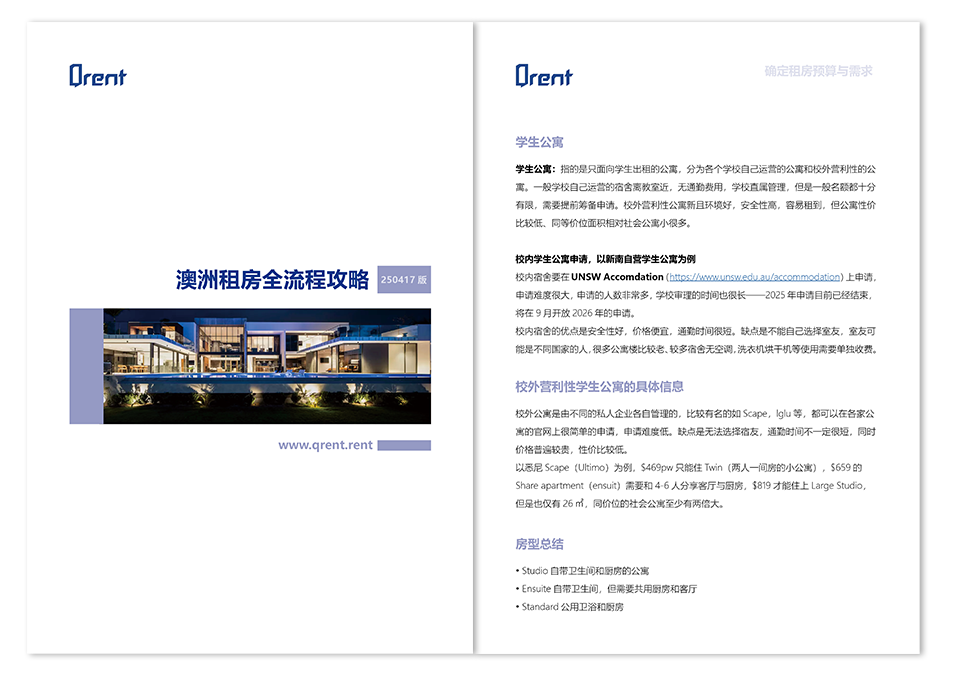 Qrent
澳洲租房全流程攻略 250417 版
www.qrent.rent
Qrent
确定租房预算与需求
学生公寓
学生公寓：指的是只面向学生出租的公寓，分为各个学校自己运营的公寓和校外营利性的公
寓。一般学校自己运营的宿舍离教室近，无通勤费用，学校直属管理，但是一般名额都十分
有限，需要提前筹备申请。校外营利性公寓新且环境好，安全性高，容易租到，但公寓性价
比较低、同等价位面积相对社会公寓小很多。
校内学生公寓申请，以新南自营学生公寓为例
校内宿舍要在 UNSW Accomdation (https://www.unsw.edu.au/accommodation) 上申请，
申请难度很大，申请的人数非常多，学校审理的时间也很长——2025 年申请目前已经结束，
将在 9 月开放 2026 年的申请。
校内宿舍的优点是安全性好，价格便宜，通勤时间很短。缺点是不能自己选择室友，室友可
能是不同国家的人，很多公寓楼比较老、较多宿舍无空调，洗衣机烘干机等使用需要单独收费。
校外营利性学生公寓的具体信息
校外公寓是由不同的私人企业各自管理的，比较有名的如 Scape，Iglu 等，都可以在各家公
寓的官网上很简单的申请，申请难度低。缺点是无法选择宿友，通勤时间不一定很短，同时
价格普遍较贵，性价比较低。
以悉尼 Scape（Ultimo）为例，$469pw 只能住 Twin（两人一间房的小公寓），$659 的
Share apartment（ensuit）需要和 4-6 人分享客厅与厨房，$819 才能住上 Large Studio，
但是也仅有 26 ㎡，同价位的社会公寓至少有两倍大。
房型总结
• Studio 自带卫生间和厨房的公寓
• Ensuite 自带卫生间，但需要共用厨房和客厅
• Standard 公用卫浴和厨房